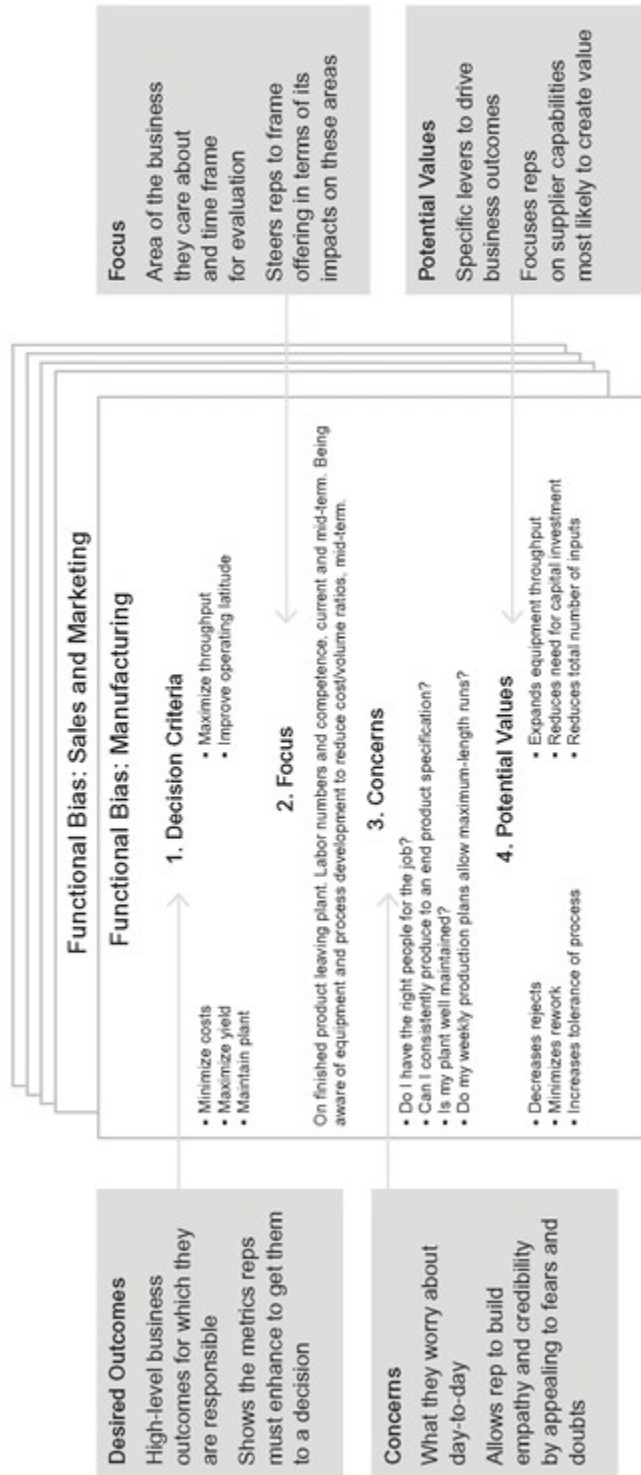 Desired Outcomes
High-level business
outcomes for which they
are responsible
Shows the metrics reps
must enhance to get them
to a decision
Concerns
What they worry about
day-to-day
Allows rep to build
empathy and credibility
by appealing to fears and
doubts
Functional Bias: Sales and Marketing
Functional Bias: Manufacturing
1. Decision Criteria
• Minimize costs
• Maximize yield
• Maintain plant
• Maximize throughput
• Improve operating latitude
2. Focus
On finished product leaving plant. Labor numbers and competence, current and mid-term. Being
aware of equipment and process development to reduce cost/volume ratios, mid-term.
3. Concerns
• Do I have the right people for the job?
• Can I consistently produce to an end product specification?
• Is my plant well maintained?
• Do my weekly production plans allow maximum-length runs?
4. Potential Values
• Decreases rejects
• Minimizes rework
• Increases tolerance of process
• Expands equipment throughput
• Reduces need for capital investment
• Reduces total number of inputs
Focus
Area of the business
they care about
and time frame
for evaluation
Steers reps to frame
offering in terms of its
impacts on these areas
Potential Values
Specific levers to drive
business outcomes
Focuses reps
on supplier capabilities
most likely to create value